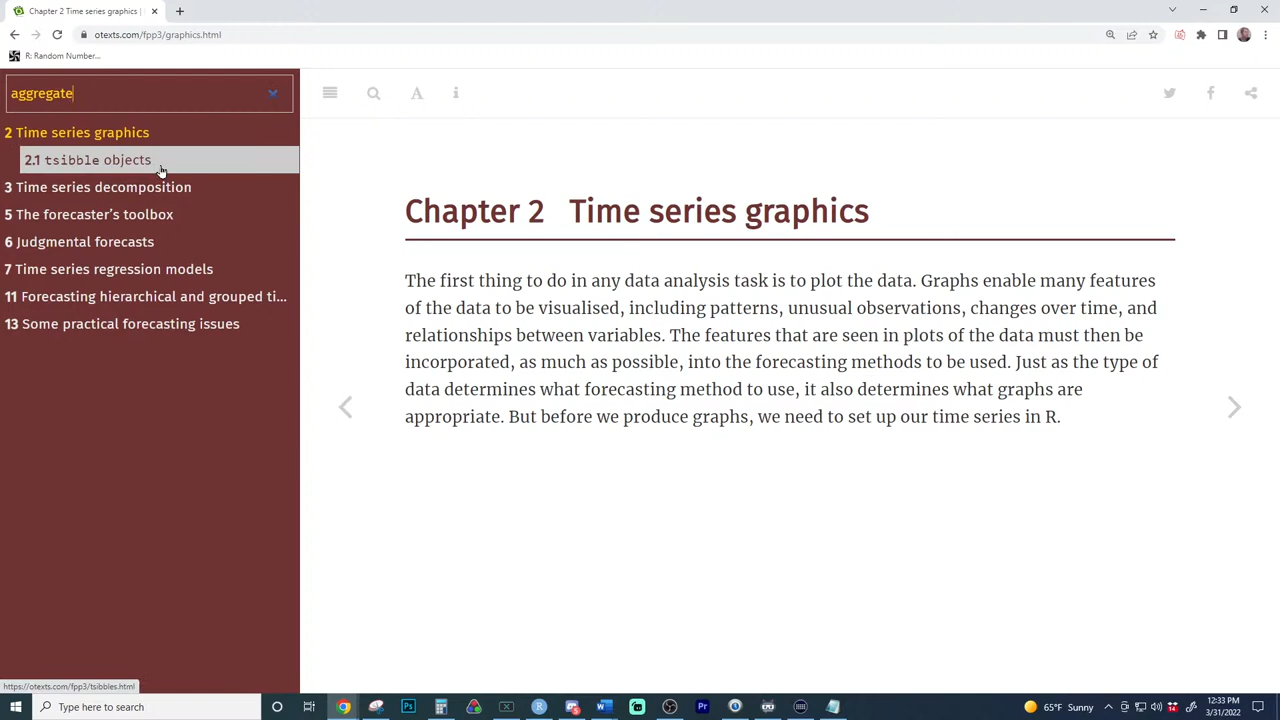 Chapter 2 Time series graphics |
otexts.com/fpp3/graphics.html
R: Random Number...
aggregate
2 Time series graphics
2.1 tsibble objects
3 Time series decomposition
5 The forecaster’s toolbox
6 Judgmental forecasts
7 Time series regression models
11 Forecasting hierarchical and grouped ti...
13 Some practical forecasting issues
Chapter 2 Time series graphics
The first thing to do in any data analysis task is to plot the data. Graphs enable many features
of the data to be visualised, including patterns, unusual observations, changes over time, and
relationships between variables. The features that are seen in plots of the data must then be
incorporated, as much as possible, into the forecasting methods to be used. Just as the type of
data determines what forecasting method to use, it also determines what graphs are
appropriate. But before we produce graphs, we need to set up our time series in R.
https://otexts.com/fpp3/tsibbles.html
Type here to search
65°F Sunny
12:33 PM
3/31/2022